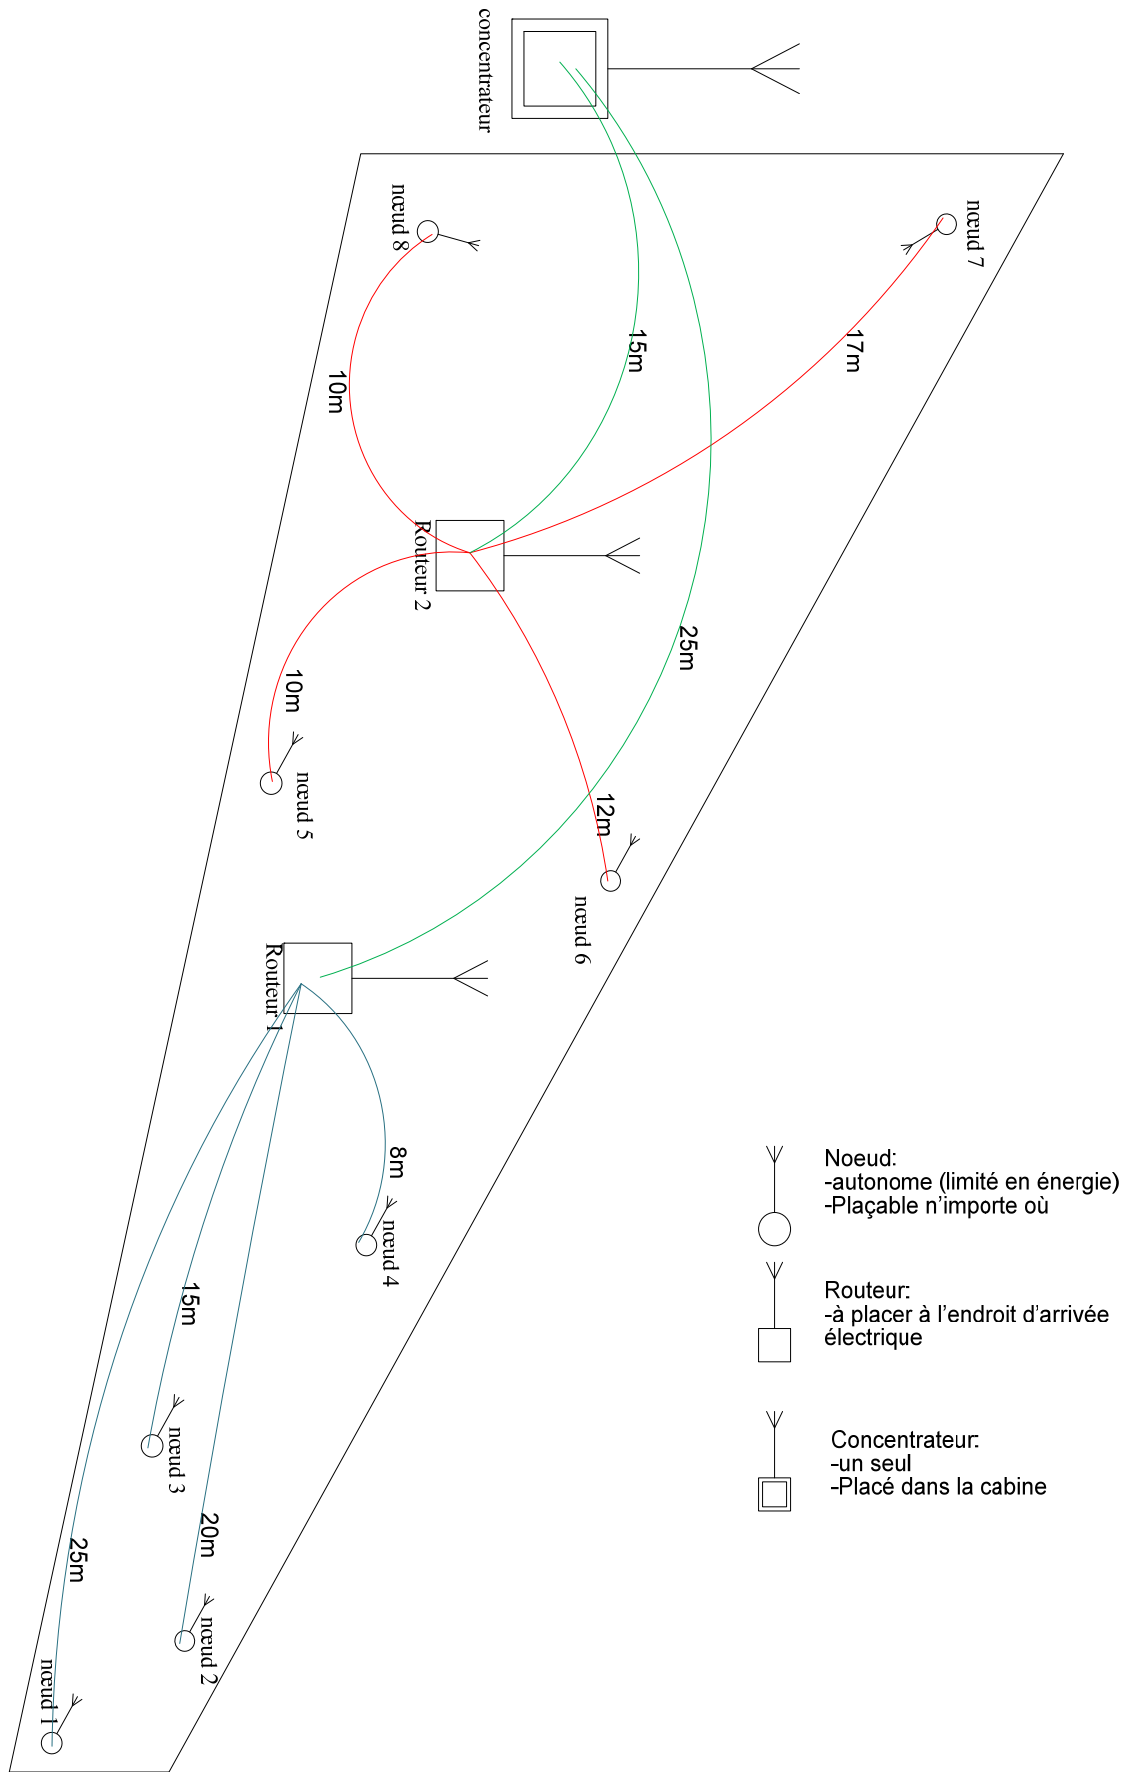 concentrateur
nœud 8
nœud 7
15m
17m
10m
Routeur 2
25m
10m
nœud 5
12m
nœud 6
Routeur 1
8m
nœud 4
15m
nœud 3
20m
25m
nœud 2
nœud 1
Noeud:
-autonome (limité en énergie)
-Plaçable n'importe où
Routeur:
-à placer à l'endroit d'arrivée
électrique
Concentrateur:
-un seul
-Placé dans la cabine